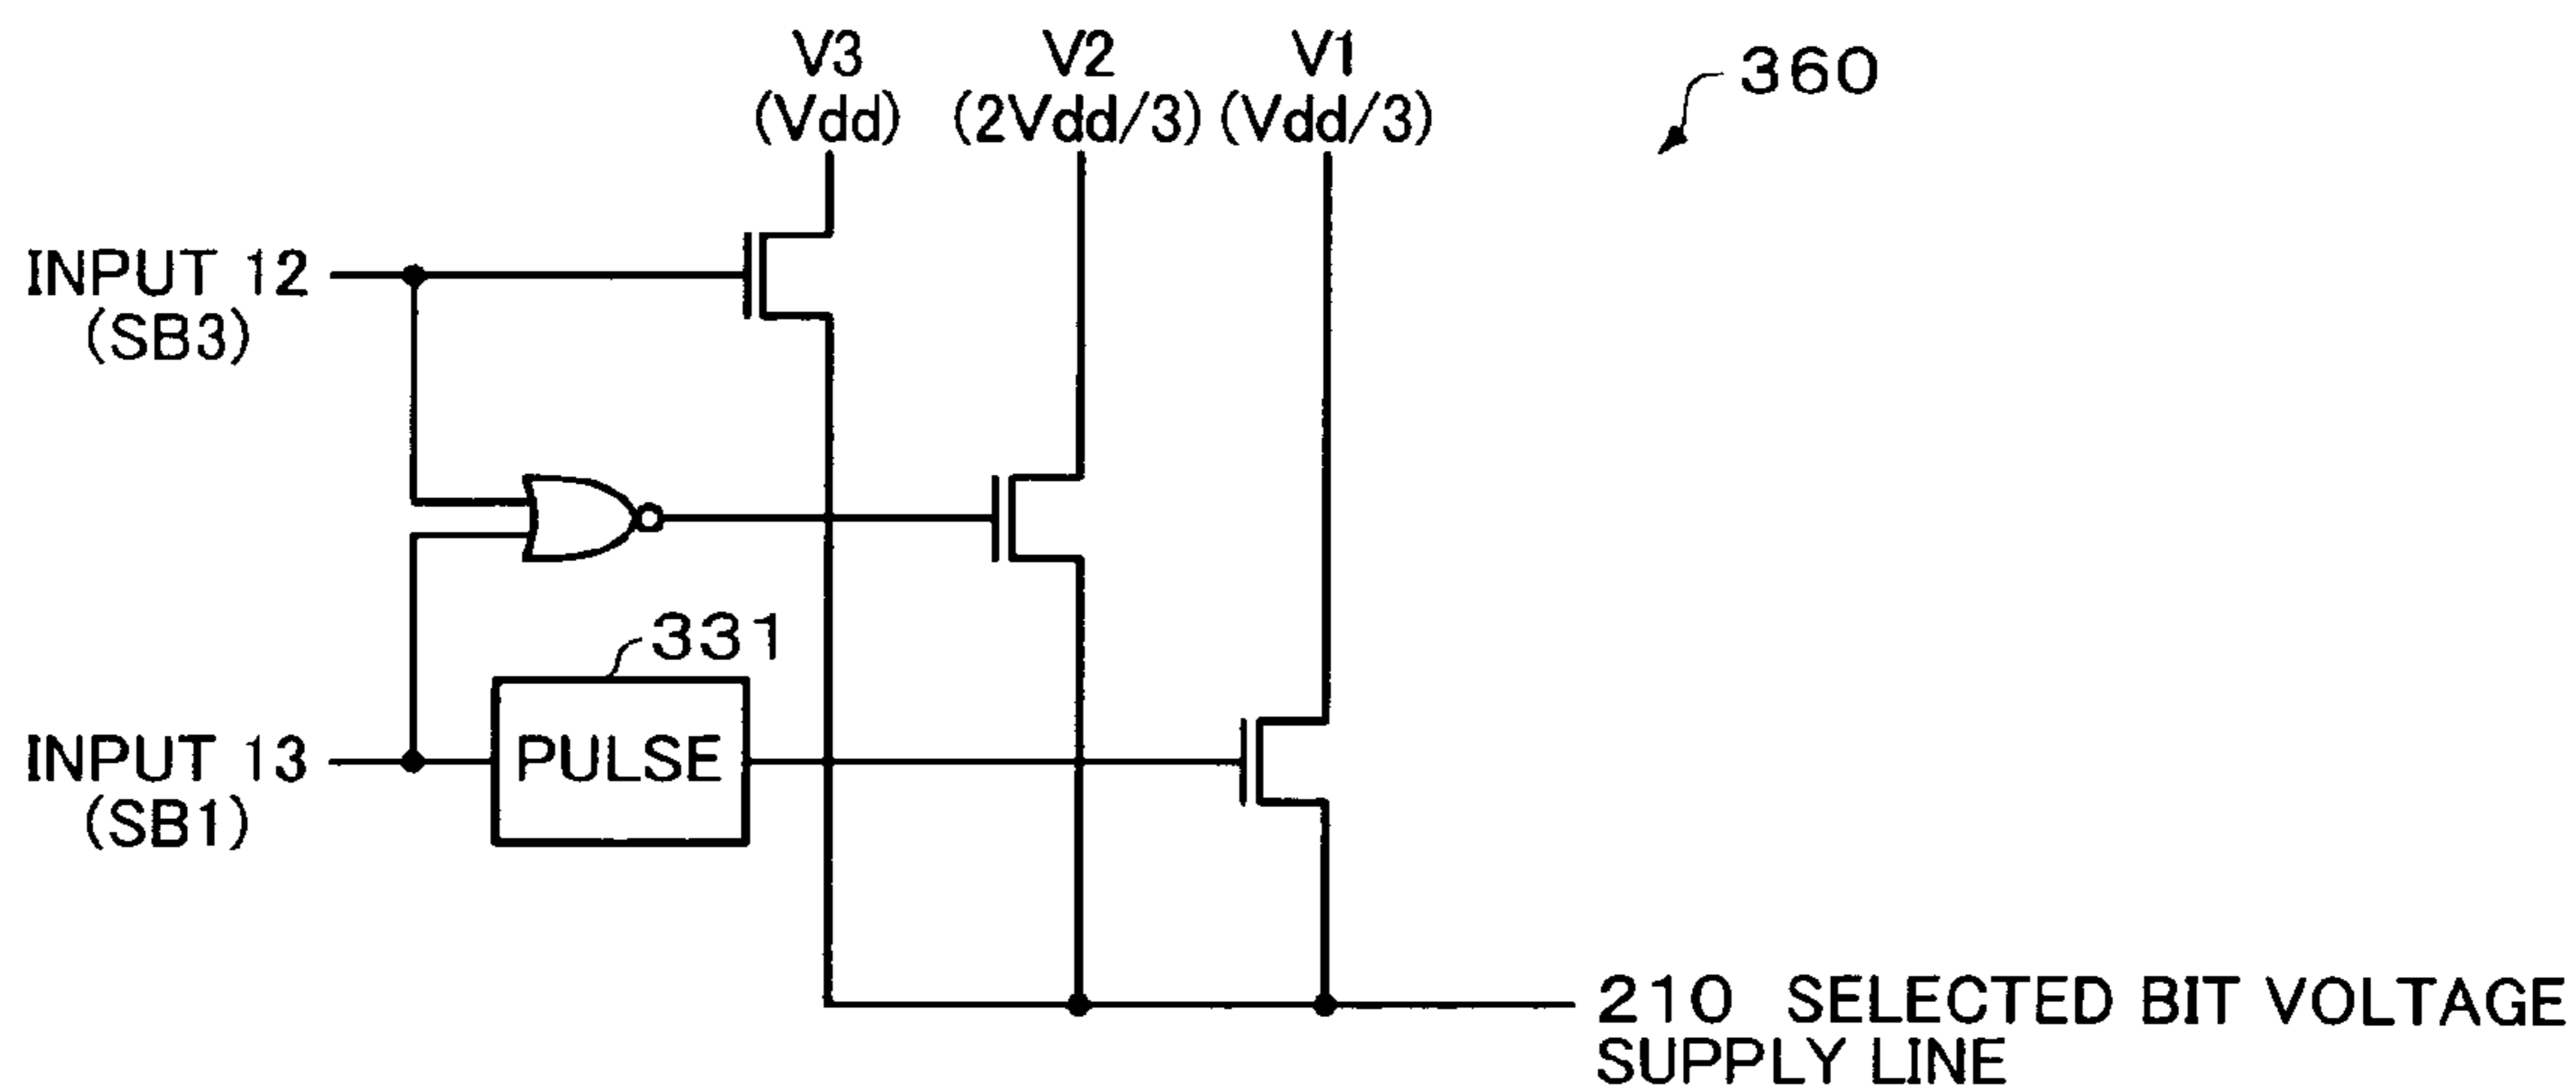 V3 V2 V1
(Vdd) (2Vdd/3) (Vdd/3)
360
INPUT 12
(SB3)
331
INPUT 13
(SB1)
PULSE
210 SELECTED BIT VOLTAGE
SUPPLY LINE